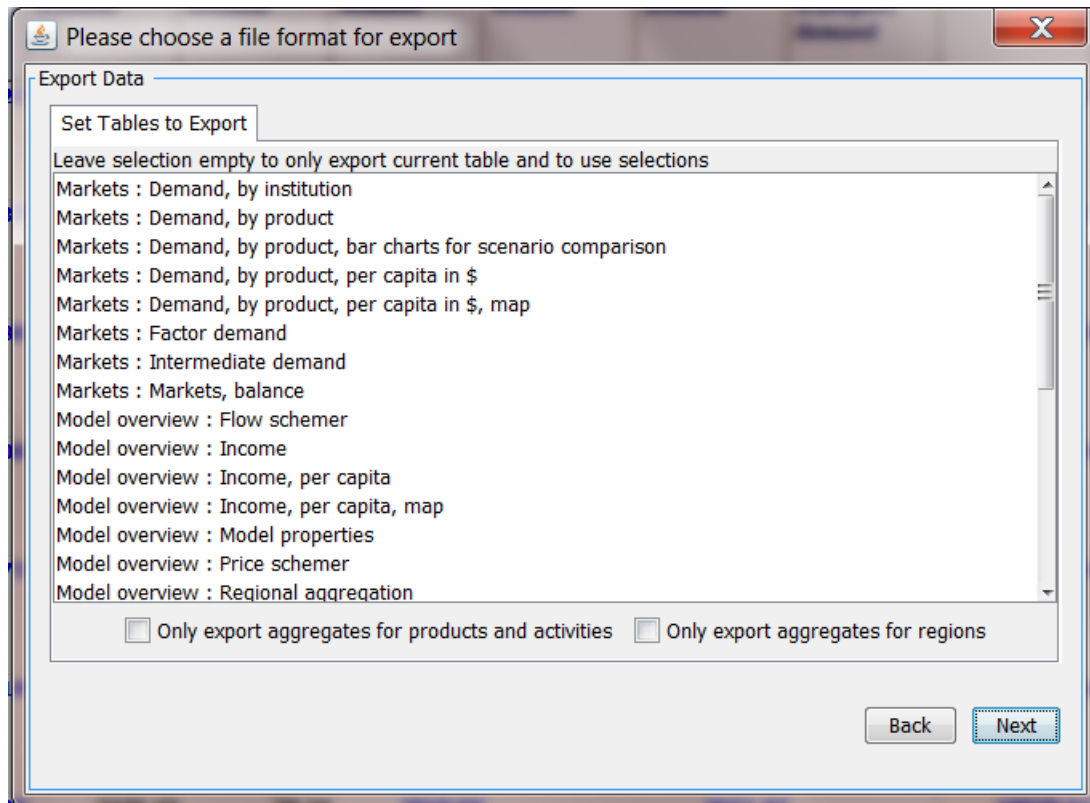 Please choose a file format for export
Export Data
Set Tables to Export
Leave selection empty to only export current table and to use selections
Markets : Demand, by institution
Markets : Demand, by product
Markets : Demand, by product, bar charts for scenario comparison
Markets : Demand, by product, per capita in $
Markets : Demand, by product, per capita in $, map
Markets : Factor demand
Markets : Intermediate demand
Markets : Markets, balance
Model overview : Flow schemer
Model overview : Income
Model overview : Income, per capita
Model overview : Income, per capita, map
Model overview : Model properties
Model overview : Price schemer
Model overview : Regional aggregation
Only export aggregates for products and activities Only export aggregates for regions
Back Next